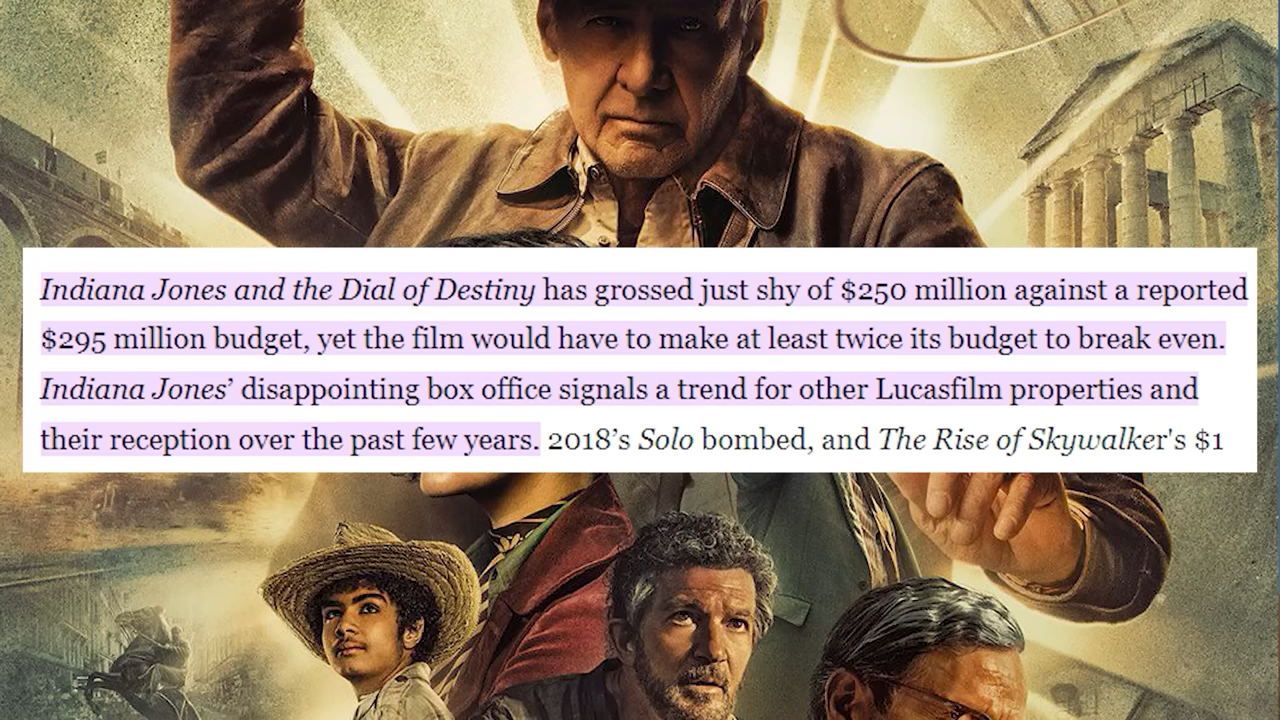 Indiana Jones and the Dial of Destiny has grossed just shy of $250 million against a reported
$295 million budget, yet the film would have to make at least twice its budget to break even.
Indiana Jones’ disappointing box office signals a trend for other Lucasfilm properties and
their reception over the past few years. 2018’s Solo bombed, and The Rise of Skywalker's $1